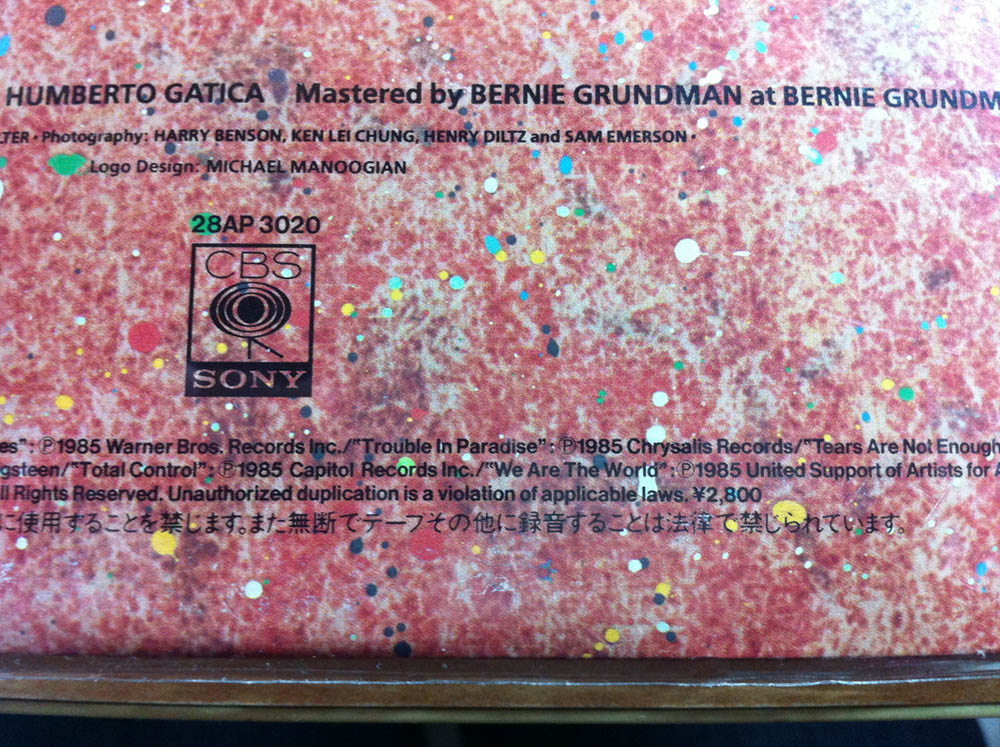 HUMBERTO GATICA Mastered by BERNIE GRUNDMAN at BERNIE GRUNDM
LTER • Photography: HARRY BENSON, KEN LEI CHUNG, HENRY DILTZ and SAM EMERSON •
Logo Design: MICHAEL MANOOGIAN
28AP 3020
CBS
SONY
es": ℗1985 Warner Bros. Records Inc./"Trouble In Paradise": ℗1985 Chrysalis Records/"Tears Are Not Enough
gsteen/"Total Control": ℗1985 Capitol Records Inc./"We Are The World": ℗1985 United Support of Artists for A
ll Rights Reserved. Unauthorized duplication is a violation of applicable laws. ¥2,800
に使用することを禁じます。また無断でテープその他に録音することは法律で禁じられています。